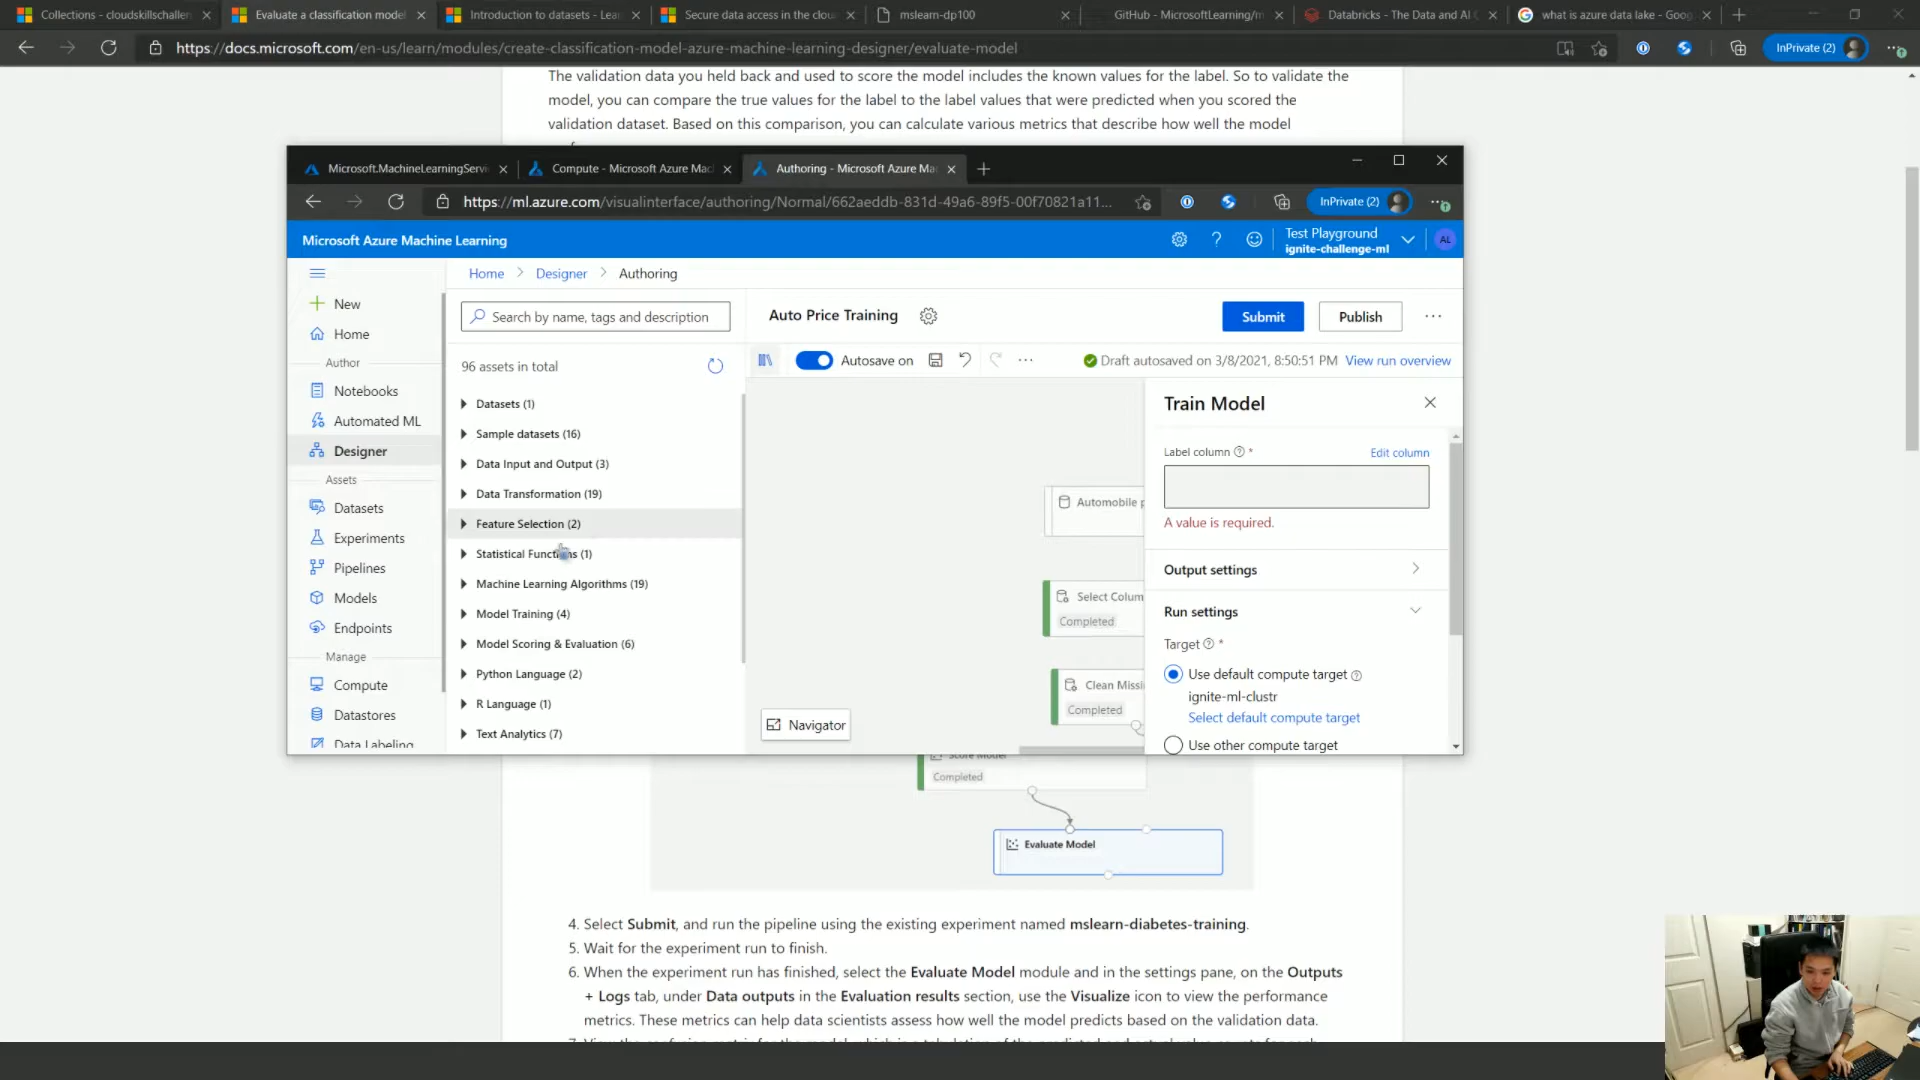 Collections - cloudskillschallen
Evaluate a classification model
Introduction to datasets - Lear
Secure data access in the clou
mslearn-dp100
GitHub - MicrosoftLearning/m
Databricks - The Data and AI C
what is azure data lake - Goog
https://docs.microsoft.com/en-us/learn/modules/create-classification-model-azure-machine-learning-designer/evaluate-model
InPrivate (2)
The validation data you held back and used to score the model includes the known values for the label. So to validate the
model, you can compare the true values for the label to the label values that were predicted when you scored the
validation dataset. Based on this comparison, you can calculate various metrics that describe how well the model
Microsoft.MachineLearningServi
Compute - Microsoft Azure Mac
Authoring - Microsoft Azure Ma
https://ml.azure.com/visualinterface/authoring/Normal/662aeddb-831d-49a6-89f5-00f70821a11...
InPrivate (2)
Microsoft Azure Machine Learning
Test Playground
ignite-challenge-ml
AL
New
Home
Author
Notebooks
Automated ML
Designer
Assets
Datasets
Experiments
Pipelines
Models
Endpoints
Manage
Compute
Datastores
Data Labeling
Home > Designer > Authoring
Search by name, tags and description
96 assets in total
Datasets (1)
Sample datasets (16)
Data Input and Output (3)
Data Transformation (19)
Feature Selection (2)
Statistical Functions (1)
Machine Learning Algorithms (19)
Model Training (4)
Model Scoring & Evaluation (6)
Python Language (2)
R Language (1)
Text Analytics (7)
Auto Price Training
Submit
Publish
Autosave on
Draft autosaved on 3/8/2021, 8:50:51 PM
View run overview
Automobile p
Select Colum
Completed
Clean Missi
Completed
Navigator
Train Model
Label column *
Edit column
A value is required.
Output settings
Run settings
Target *
Use default compute target
ignite-ml-clustr
Select default compute target
Use other compute target
Score Model
Completed
Evaluate Model
4. Select Submit, and run the pipeline using the existing experiment named mslearn-diabetes-training.
5. Wait for the experiment run to finish.
6. When the experiment run has finished, select the Evaluate Model module and in the settings pane, on the Outputs
+ Logs tab, under Data outputs in the Evaluation results section, use the Visualize icon to view the performance
metrics. These metrics can help data scientists assess how well the model predicts based on the validation data.